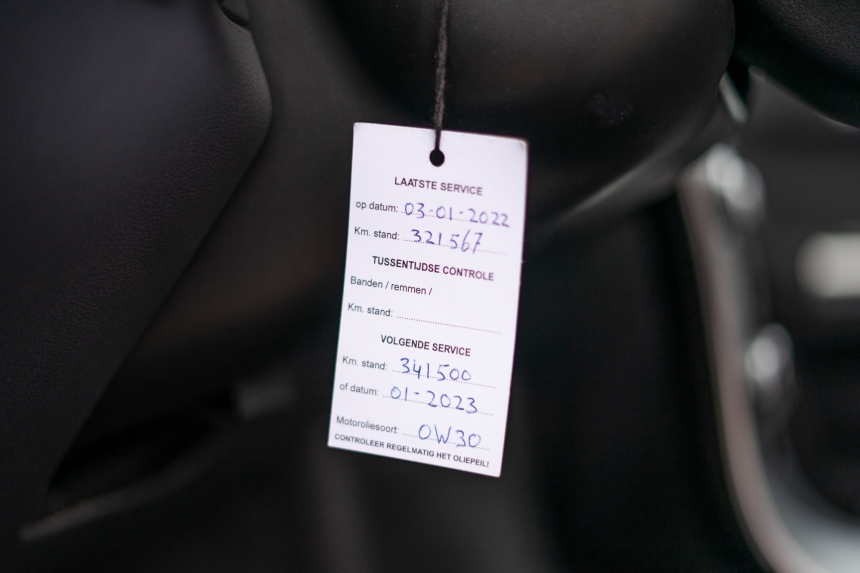 LAATSTE SERVICE
op datum: 03-01-2022
Km. stand: 321567
TUSSENTIJDSE CONTROLE
Banden / remmen /
Km. stand:
VOLGENDE SERVICE
Km. stand: 341500
of datum: 01-2023
Motoroliesoort: 0W30
CONTROLEER REGELMATIG HET OLIEPEIL!